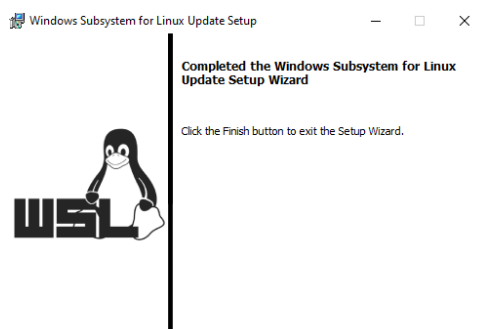 Windows Subsystem for Linux Update Setup
Completed the Windows Subsystem for Linux
Update Setup Wizard
Click the Finish button to exit the Setup Wizard.
WSL